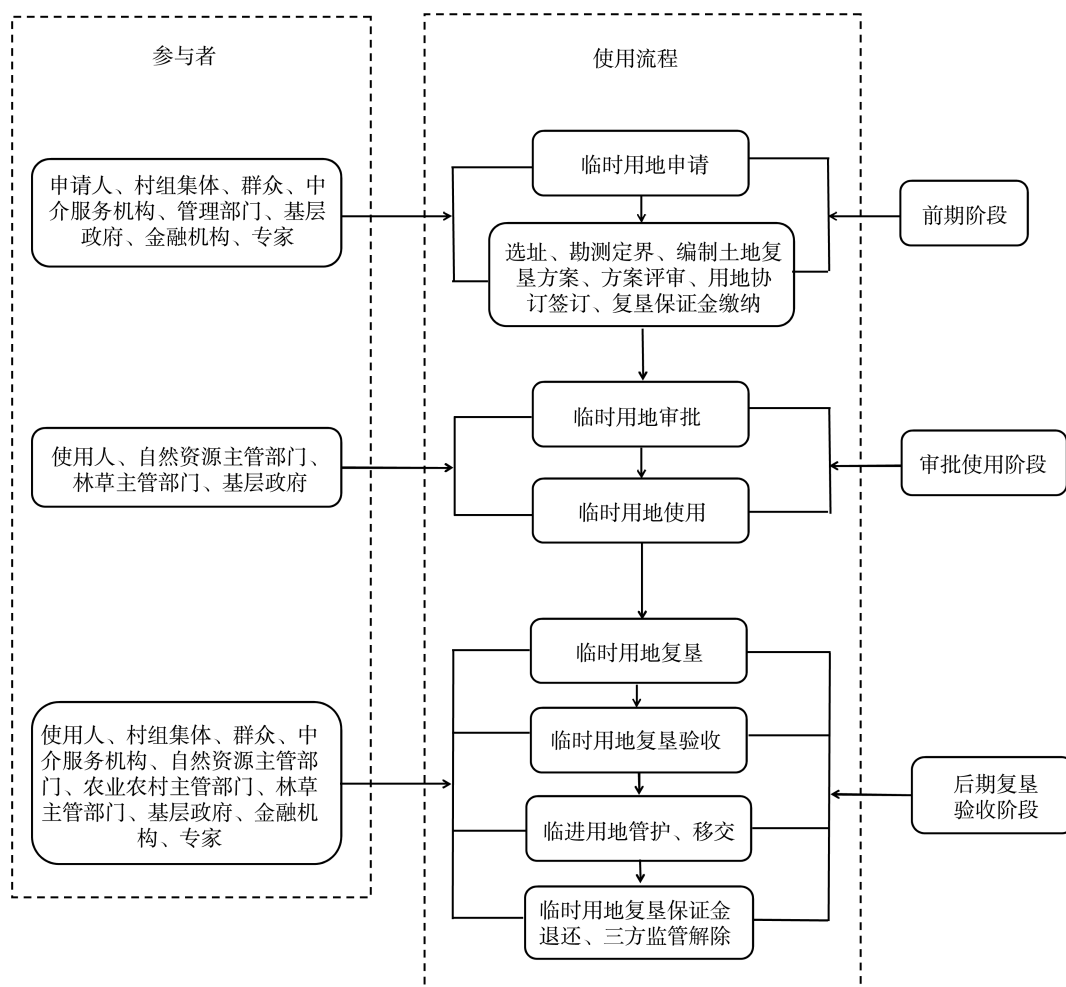 参与者
使用流程
临时用地申请
申请人、村组集体、群众、中
介服务机构、管理部门、基层
政府、金融机构、专家
前期阶段
选址、勘测定界、编制土地复
垦方案、方案评审、用地协
订签订、复垦保证金缴纳
临时用地审批
使用人、自然资源主管部门、
林草主管部门、基层政府
审批使用阶段
临时用地使用
临时用地复垦
使用人、村组集体、群众、中
介服务机构、自然资源主管部
门、农业农村主管部门、林草
主管部门、基层政府、金融机
构、专家
临时用地复垦验收
后期复垦
验收阶段
临进用地管护、移交
临时用地复垦保证金
退还、三方监管解除